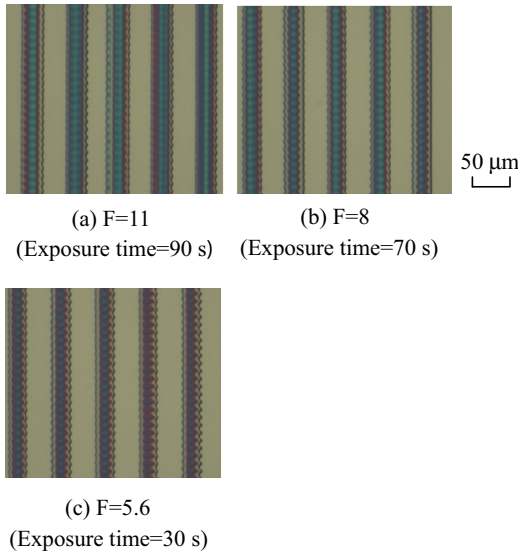 50 μm
(a) F=11
(Exposure time=90 s)
(b) F=8
(Exposure time=70 s)
(c) F=5.6
(Exposure time=30 s)